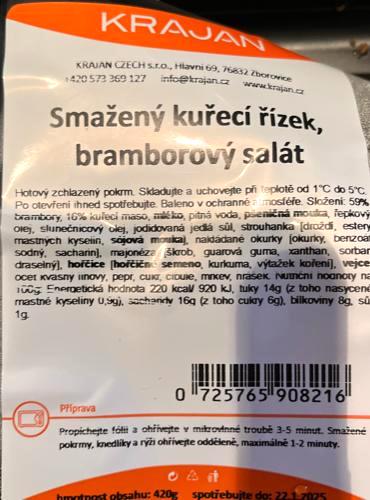 KRAJAN
KRAJAN CZECH s.r.o., Hlavní 69, 76832 Zborovice
+420 573 369 127 info@krajan.cz www.krajan.cz
Smažený kuřecí řízek,
bramborový salát
Hotový zchlazený pokrm. Skladujte a uchovejte při teplotě od 1°C do 5°C.
Po otevření ihned spotřebujte. Baleno v ochranné atmosféře. Složení: 59%
brambory, 16% kuřecí maso, mléko, pitná voda, pšeničná mouka, řepkový
olej, slunečnicový olej, jodidovaná jedlá sůl, strouhanka [droždí, estery
mastných kyselin, sójová mouka], nakládané okurky [okurky, benzoa
sodný, sacharin], majonéza škrob, guarová guma, xanthan, sorban
draselný], hořčice [hořčičné semeno, kurkuma, výtažek koření], vejce
ocet kvasný lihový, pepř, cukr, cibule, mrkev, hrášek. Nutriční hodnoty na
100g: Energetická hodnota 220 kcal/ 920 kJ, tuky 14g (z toho nasycené
mastné kyseliny 0,9g), sacharidy 16g (z toho cukry 6g), bílkoviny 8g, sů
1g.
0 725765 908216
Příprava
Propíchejte fólii a ohřívejte v mikrovlnné troubě 3-5 minut. Smažené
pokrmy, knedlíky a rýži ohřívejte odděleně, maximálně 1-2 minuty.
hmotnost obsahu: 420g spotřebujte do: 22.1.2025